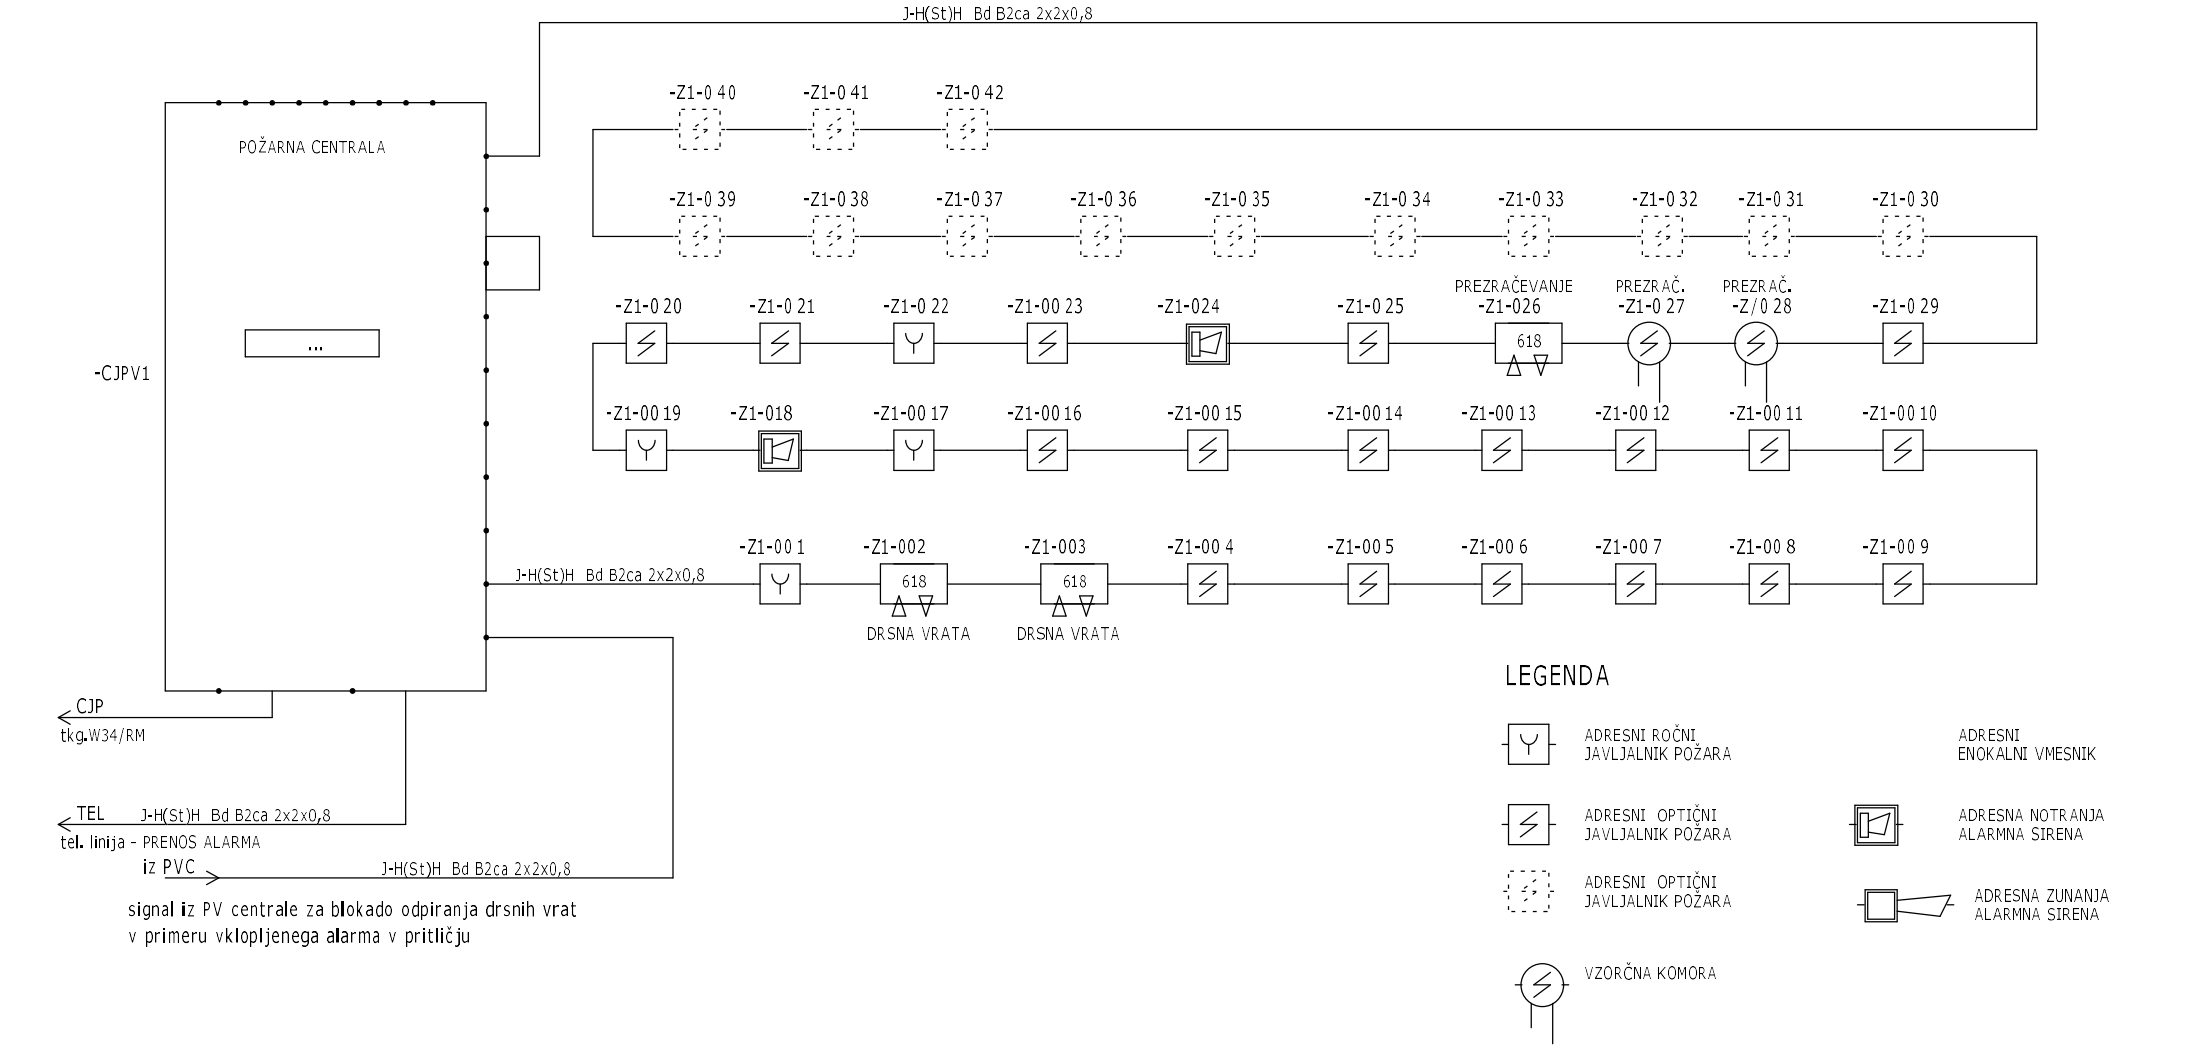 J-H(St)H Bd B2ca 2x2x0,8
-Z1-0 40 -Z1-0 41 -Z1-0 42
POŽARNA CENTRALA
-Z1-0 39 -Z1-0 38 -Z1-0 37 -Z1-0 36 -Z1-0 35 -Z1-0 34 -Z1-0 33 -Z1-0 32 -Z1-0 31 -Z1-0 30
PREZRAČEVANJE PREZRAČ. PREZRAČ.
-Z1-0 20 -Z1-0 21 -Z1-0 22 -Z1-00 23 -Z1-024 -Z1-0 25 -Z1-026 -Z1-0 27 -Z/0 28 -Z1-0 29
618
...
-CJPV1
-Z1-00 19 -Z1-018 -Z1-00 17 -Z1-00 16 -Z1-00 15 -Z1-00 14 -Z1-00 13 -Z1-00 12 -Z1-00 11 -Z1-00 10
-Z1-00 1 -Z1-002 -Z1-003 -Z1-00 4 -Z1-00 5 -Z1-00 6 -Z1-00 7 -Z1-00 8 -Z1-00 9
J-H(St)H Bd B2ca 2x2x0,8
618 618
DRSNA VRATA DRSNA VRATA
CJP
tkg.W34/RM
TEL J-H(St)H Bd B2ca 2x2x0,8
tel. linija - PRENOS ALARMA
iz PVC J-H(St)H Bd B2ca 2x2x0,8
signal iz PV centrale za blokado odpiranja drsnih vrat
v primeru vklopljenega alarma v pritličju
LEGENDA
ADRESNI ROČNI
JAVLJALNIK POŽARA
ADRESNI
ENOKALNI VMESNIK
ADRESNI OPTIČNI
JAVLJALNIK POŽARA
ADRESNA NOTRANJA
ALARMNA SIRENA
ADRESNI OPTIČNI
JAVLJALNIK POŽARA
ADRESNA ZUNANJA
ALARMNA SIRENA
VZORČNA KOMORA